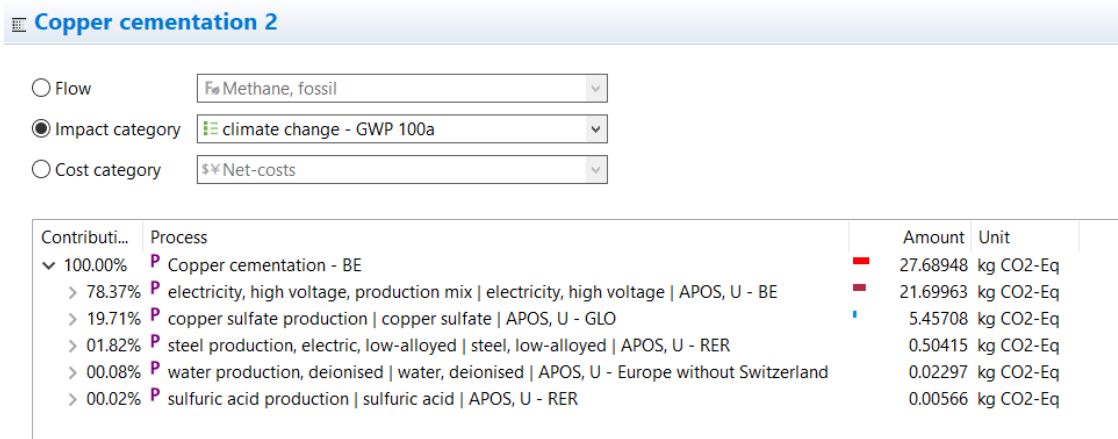 Copper cementation 2
Flow Methane, fossil
Impact category climate change - GWP 100a
Cost category Net-costs
Contributi... Process Amount Unit
100.00% P Copper cementation - BE 27.68948 kg CO2-Eq
78.37% P electricity, high voltage, production mix | electricity, high voltage | APOS, U - BE 21.69963 kg CO2-Eq
19.71% P copper sulfate production | copper sulfate | APOS, U - GLO 5.45708 kg CO2-Eq
01.82% P steel production, electric, low-alloyed | steel, low-alloyed | APOS, U - RER 0.50415 kg CO2-Eq
00.08% P water production, deionised | water, deionised | APOS, U - Europe without Switzerland 0.02297 kg CO2-Eq
00.02% P sulfuric acid production | sulfuric acid | APOS, U - RER 0.00566 kg CO2-Eq